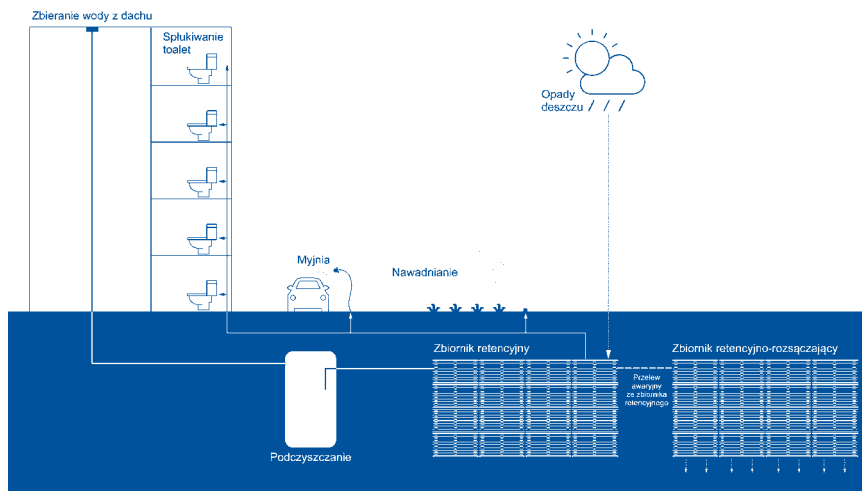 Zbieranie wody z dachu
Spłukiwanie
toalet
Opady
deszczu
Myjnia
Nawadnianie
Zbiornik retencyjny
Zbiornik retencyjno-rozsączający
Przelew
awaryjny
ze zbiornika
retencyjnego
Podczyszczanie